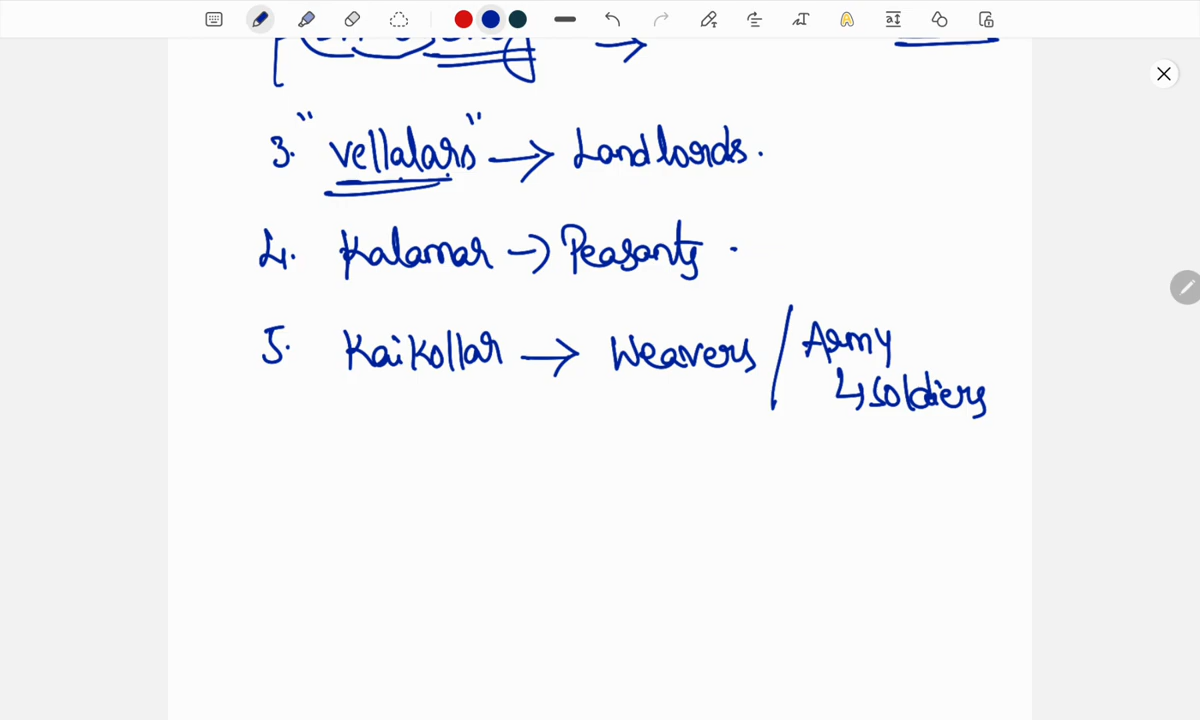 3. "vellalars" → Landlords.
4. Kalamar → Peasants .
5. Kaikollar → Weavers / Army
↳ soldiers